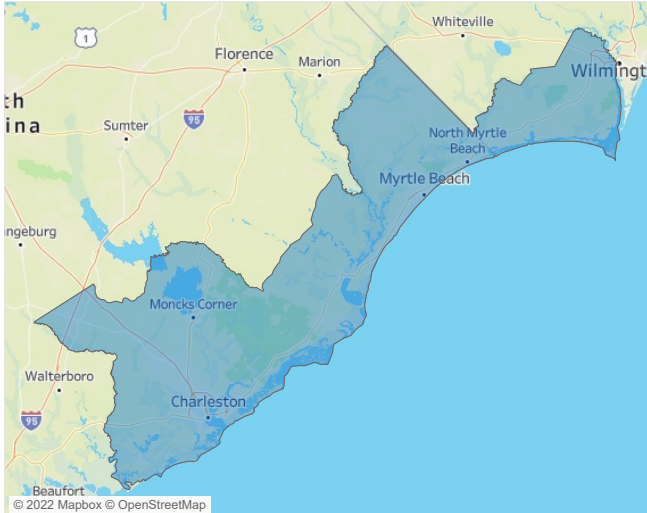 Whiteville
1
Florence
Marion
Wilmingt
th
ina
95
Sumter
North Myrtle
Beach
Myrtle Beach
ngeburg
Moncks Corner
Walterboro
Charleston
95
Beaufort
© 2022 Mapbox © OpenStreetMap